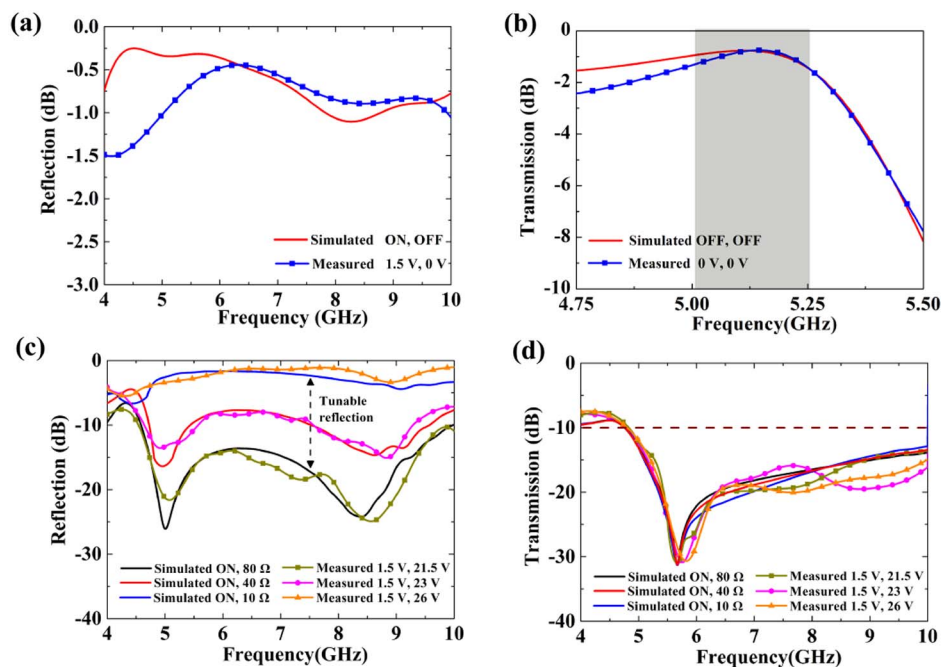 (a)
0.0
-0.5
-1.0
-1.5
-2.0
-2.5
-3.0
Reflection (dB)
Simulated ON, OFF
Measured 1.5 V, 0 V
4 5 6 7 8 9 10
Frequency (GHz)
(b)
0
-2
-4
-6
-8
-10
Transmission (dB)
Simulated OFF, OFF
Measured 0 V, 0 V
4.75 5.00 5.25 5.50
Frequency(GHz)
(c)
0
-10
-20
-30
-40
Reflection (dB)
Tunable
reflection
Simulated ON, 80 Ω Measured 1.5 V, 21.5 V
Simulated ON, 40 Ω Measured 1.5 V, 23 V
Simulated ON, 10 Ω Measured 1.5 V, 26 V
4 5 6 7 8 9 10
Frequency(GHz)
(d)
0
-10
-20
-30
-40
Transmission (dB)
Simulated ON, 80 Ω Measured 1.5 V, 21.5 V
Simulated ON, 40 Ω Measured 1.5 V, 23 V
Simulated ON, 10 Ω Measured 1.5 V, 26 V
4 5 6 7 8 9 10
Frequency(GHz)